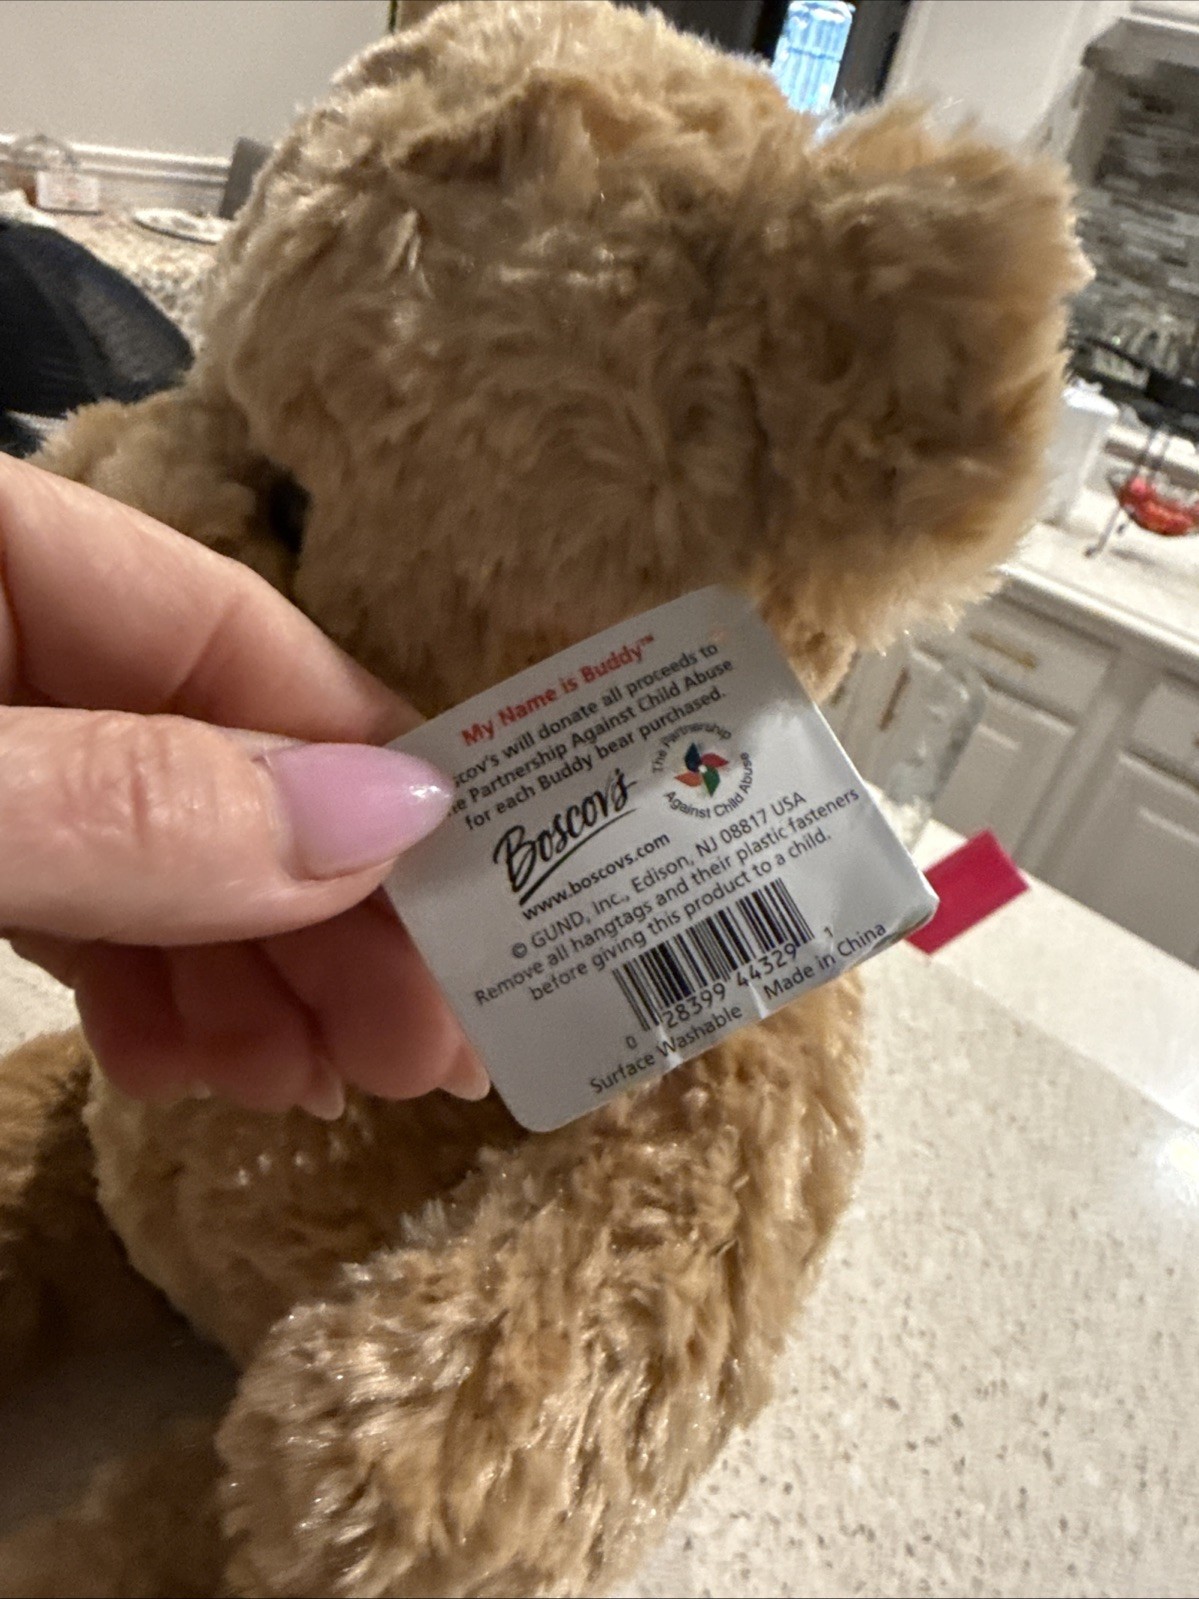 My Name is Buddy™
scov's will donate all proceeds to
e Partnership Against Child Abuse
for each Buddy bear purchased.
Boscov's
The Partnership
Against Child Abuse
www.boscovs.com
© GUND, Inc., Edison, NJ 08817 USA
Remove all hangtags and their plastic fasteners
before giving this product to a child.
0 28399 44329 1
Surface Washable Made in China